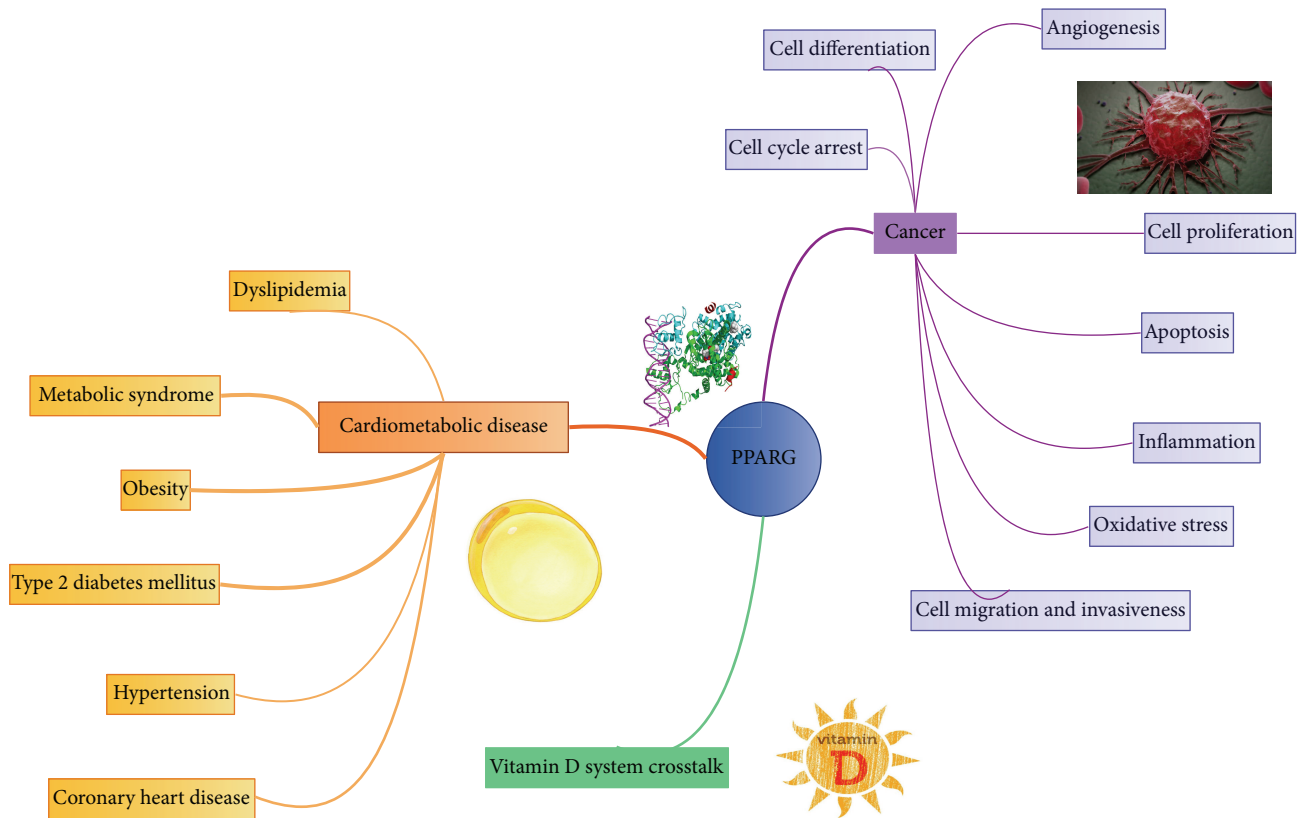 Angiogenesis
Cell differentiation
Cell cycle arrest
Cancer
Cell proliferation
Dyslipidemia
Apoptosis
Metabolic syndrome
Cardiometabolic disease
Inflammation
PPARG
Obesity
Oxidative stress
Type 2 diabetes mellitus
Cell migration and invasiveness
Hypertension
vitamin
D
Vitamin D system crosstalk
Coronary heart disease